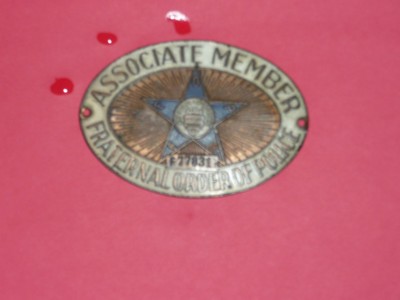 ASSOCIATE MEMBER
FRATERNAL ORDER OF POLICE